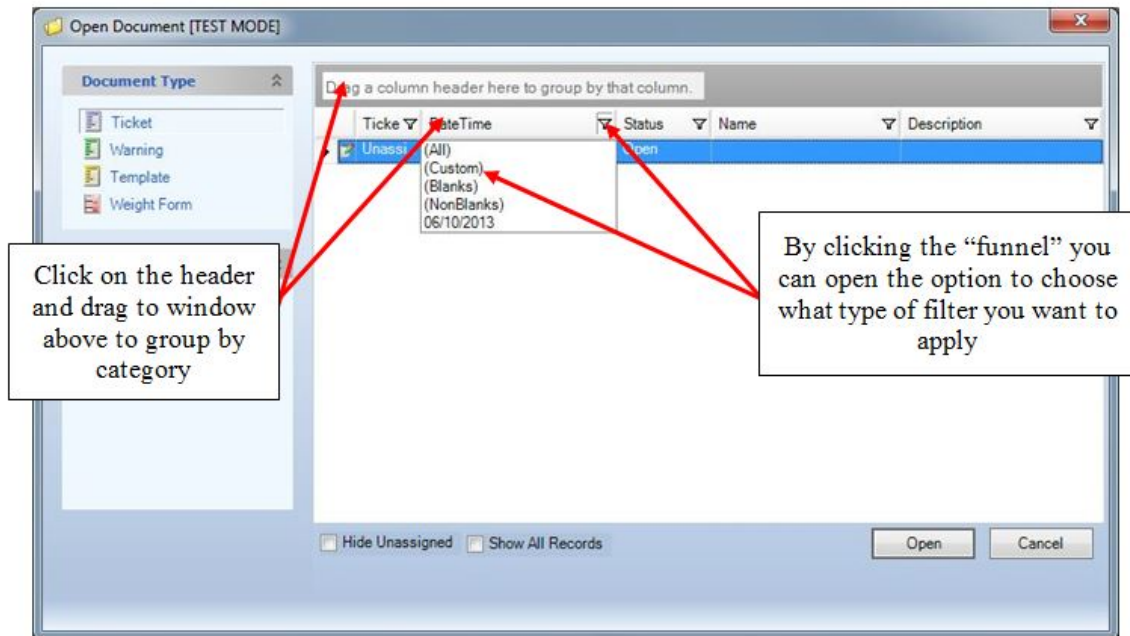 Open Document [TEST MODE]
Document Type
Drag a column header here to group by that column.
Ticket
Warning
Template
Weight Form
Ticke DateTime Status Name Description
Unassi Open
(All)
(Custom)
(Blanks)
(NonBlanks)
06/10/2013
Click on the header
and drag to window
above to group by
category
By clicking the “funnel” you
can open the option to choose
what type of filter you want to
apply
Hide Unassigned Show All Records
Open Cancel